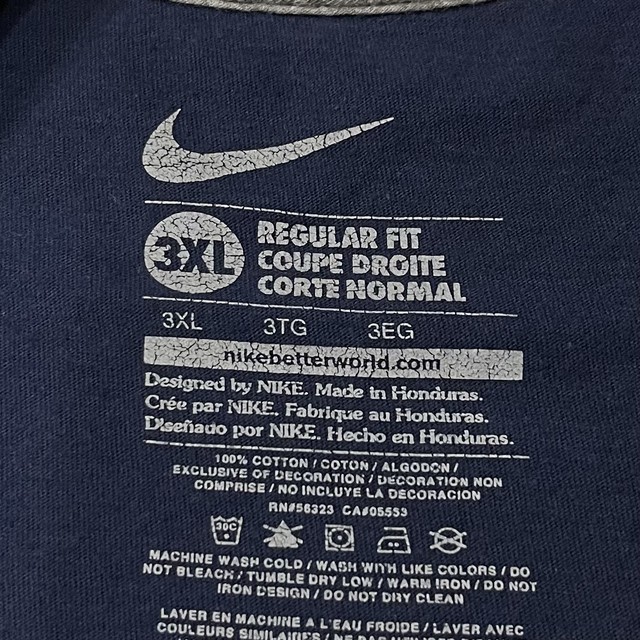 3XL
REGULAR FIT
COUPE DROITE
CORTE NORMAL
3XL 3TG 3EG
nikebetterworld.com
Designed by NIKE. Made in Honduras.
Crée par NIKE. Fabrique au Honduras.
Diseñado por NIKE. Hecho en Honduras.
100% COTTON / COTON / ALGODON /
EXCLUSIVE OF DECORATION / DECORATION NON
COMPRISE / NO INCLUYE LA DECORACION
RN#56323 CA#05553
30C
MACHINE WASH COLD / WASH WITH LIKE COLORS / DO
NOT BLEACH / TUMBLE DRY LOW / WARM IRON / DO NOT
IRON DESIGN / DO NOT DRY CLEAN
LAVER EN MACHINE A L'EAU FROIDE / LAVER AVEC
COULEURS SIMILAIRES / NE PAS